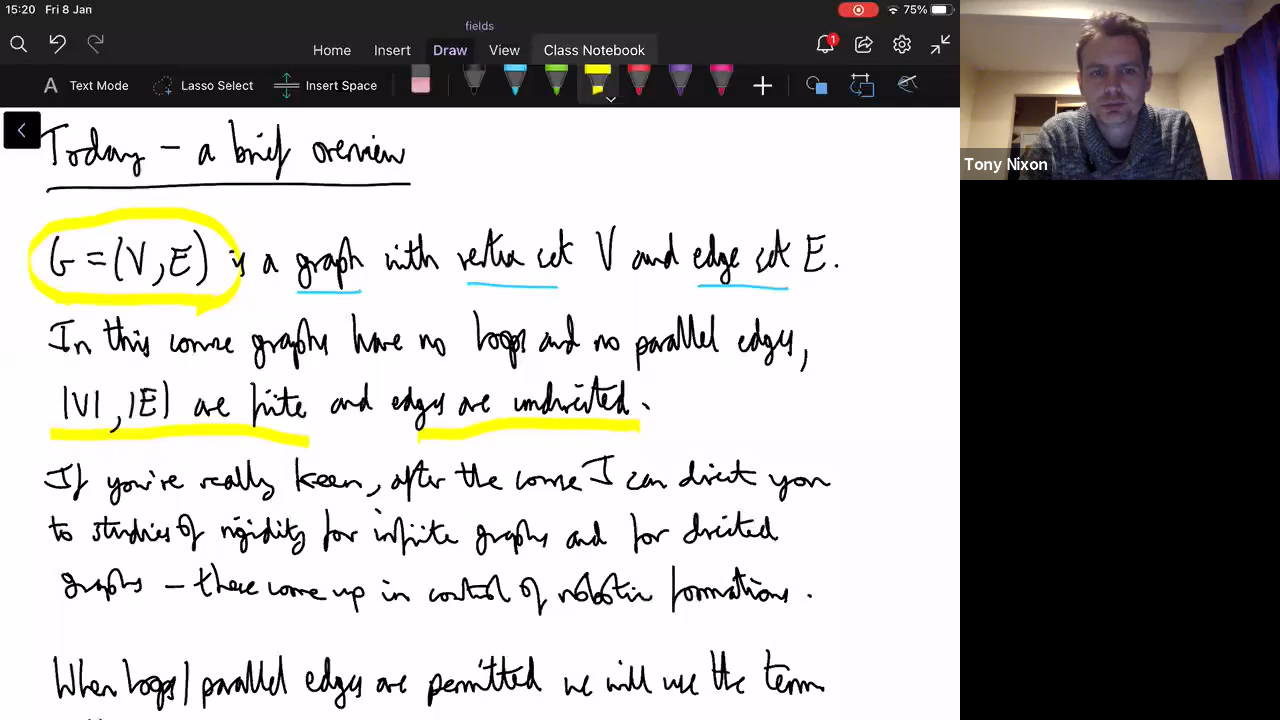 15:20 Fri 8 Jan
75%
fields
Home Insert Draw View Class Notebook
1
A Text Mode Lasso Select Insert Space
Today – a brief overview
G = (V, E) is a graph with vertex set V and edge set E.
In this course graphs have no loops and no parallel edges,
|V|, |E| are finite and edges are undirected.
If you're really keen, after the course I can direct you
to studies of rigidity for infinite graphs and for directed
graphs – these come up in control of robotic formations.
When loops/parallel edges are permitted we will use the term
Tony Nixon